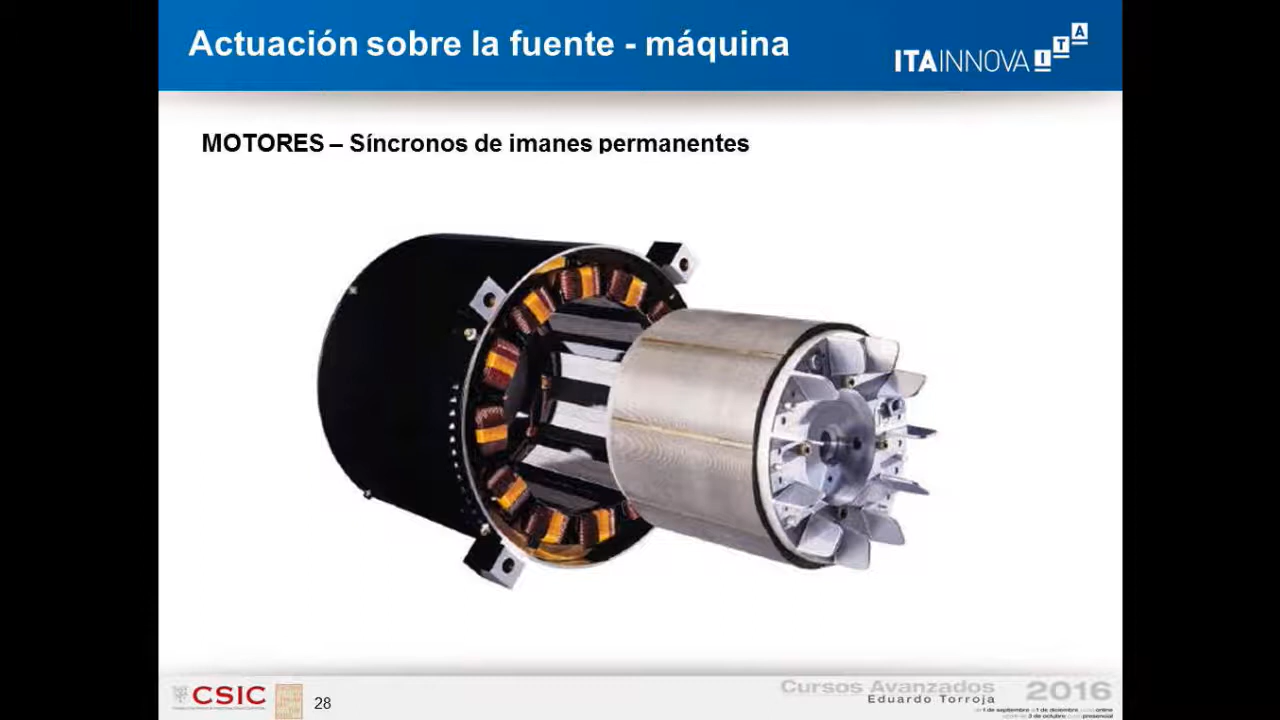 Actuación sobre la fuente - máquina
ITAINNOVA
I T A
MOTORES – Síncronos de imanes permanentes
CSIC
28
Cursos Avanzados
Eduardo Torroja
2016